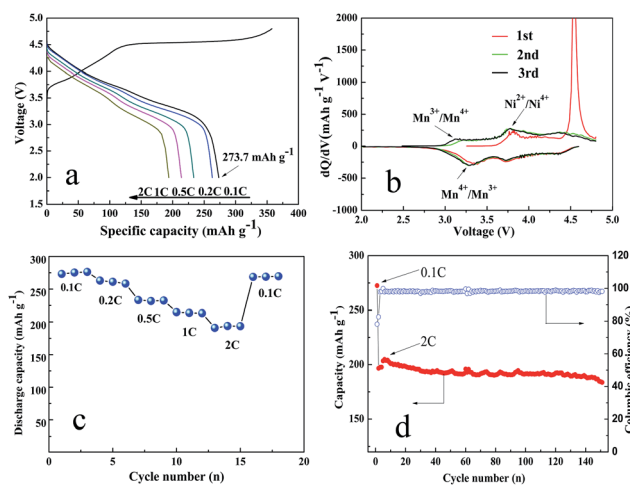 5.0
4.5
4.0
3.5
3.0
2.5
2.0
1.5
Voltage (V)
273.7 mAh g-1
a
2C 1C 0.5C 0.2C 0.1C
0 50 100 150 200 250 300 350 400
Specific capacity (mAh g-1)
2000
1500
1000
500
0
-500
-1000
dQ/dV (mAh g-1 V-1)
1st
2nd
3rd
Mn3+/Mn4+
Ni2+/Ni4+
Mn4+/Mn3+
b
2.0 2.5 3.0 3.5 4.0 4.5 5.0
Voltage (V)
300
250
200
150
100
50
0
Discharge capacity (mAh g-1)
0.1C
0.2C
0.5C
1C
2C
0.1C
c
0 5 10 15 20
Cycle number (n)
300
250
200
150
Capacity (mAh g-1)
0.1C
2C
d
0 20 40 60 80 100 120 140
Cycle number (n)
120
100
80
60
40
20
0
Columbic efficiency (%)